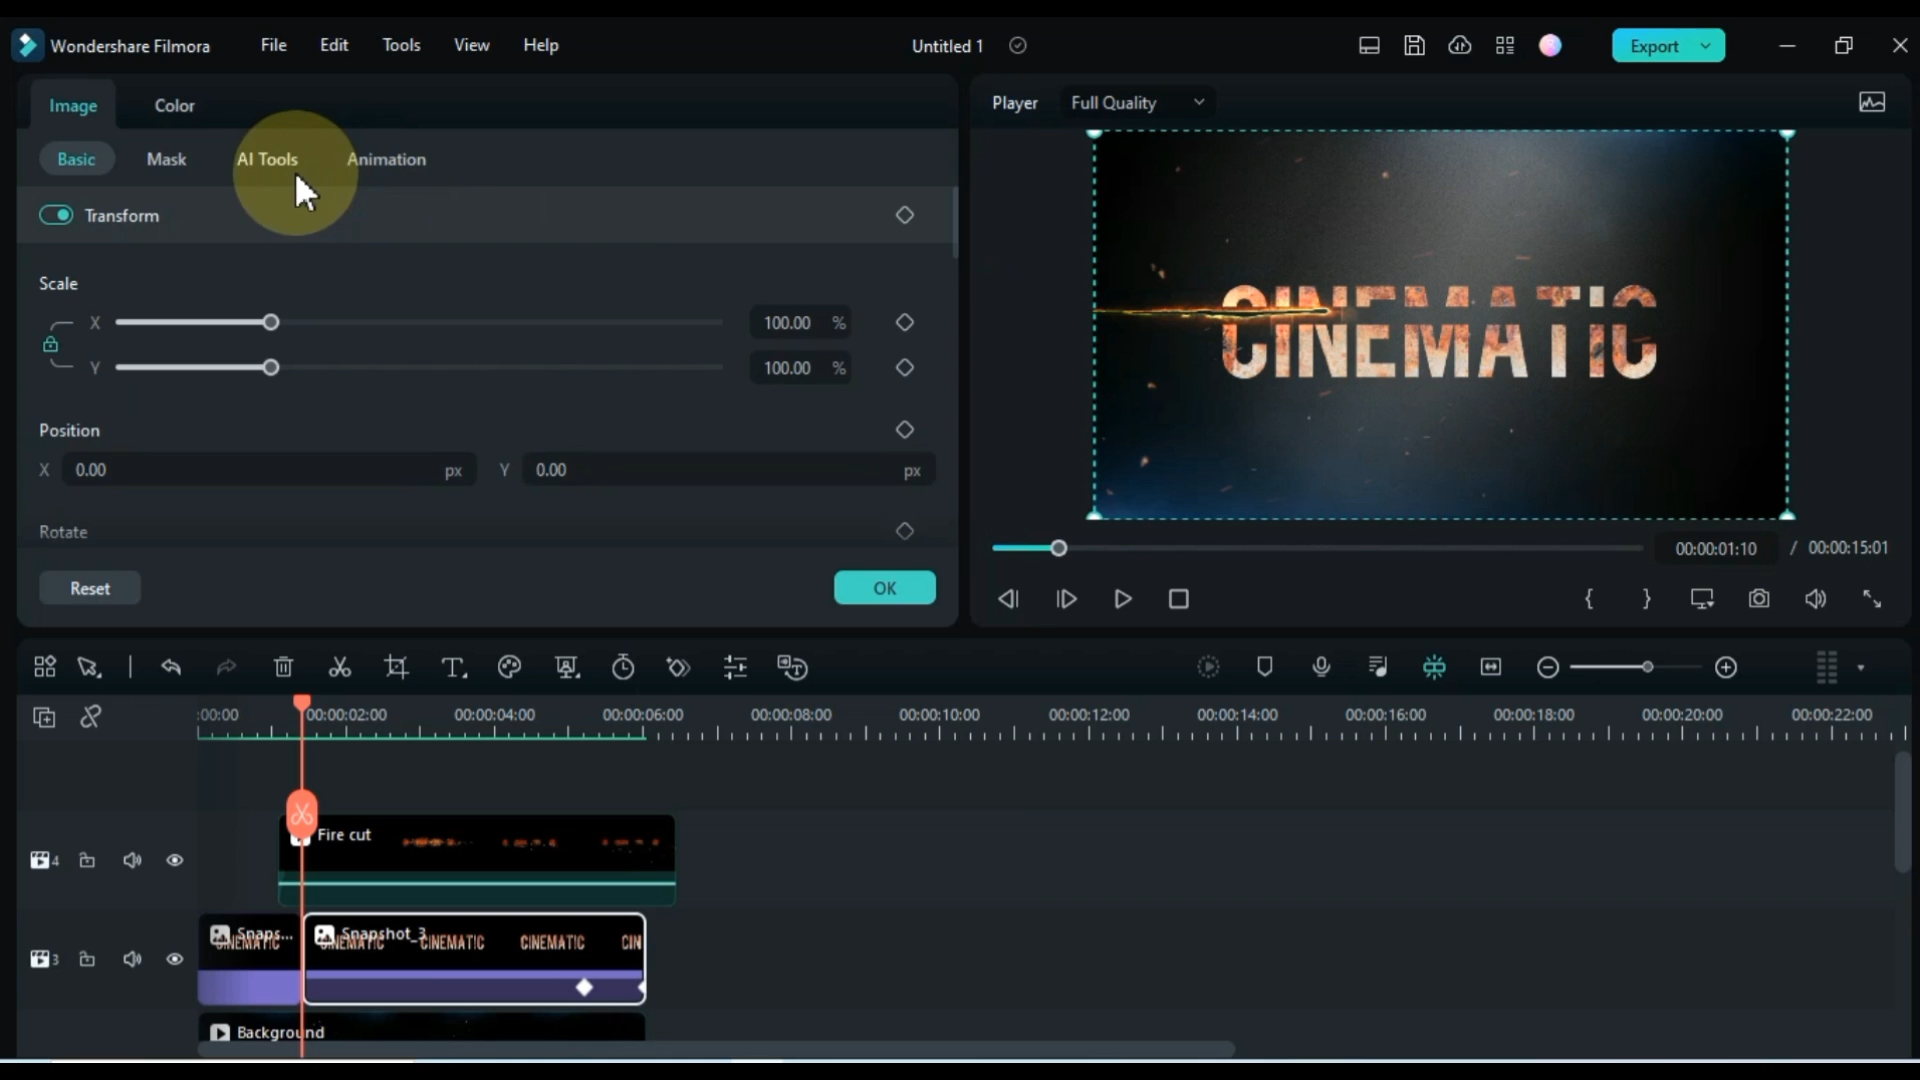 Wondershare Filmora File Edit Tools View Help Untitled 1 Export
Image Color
Basic Mask AI Tools Animation
Transform
Scale
X 100.00 %
Y 100.00 %
Position
X 0.00 px Y 0.00 px
Rotate
Reset OK
Player Full Quality
CINEMATIC
00:00:01:10 / 00:00:15:01
{ }
:00:00 00:00:02:00 00:00:04:00 00:00:06:00 00:00:08:00 00:00:10:00 00:00:12:00 00:00:14:00 00:00:16:00 00:00:18:00 00:00:20:00 00:00:22:00
4 Fire cut
3 Snaps... Snapshot_3
CINEMATIC CINEMATIC CINEMATIC CIN
Background